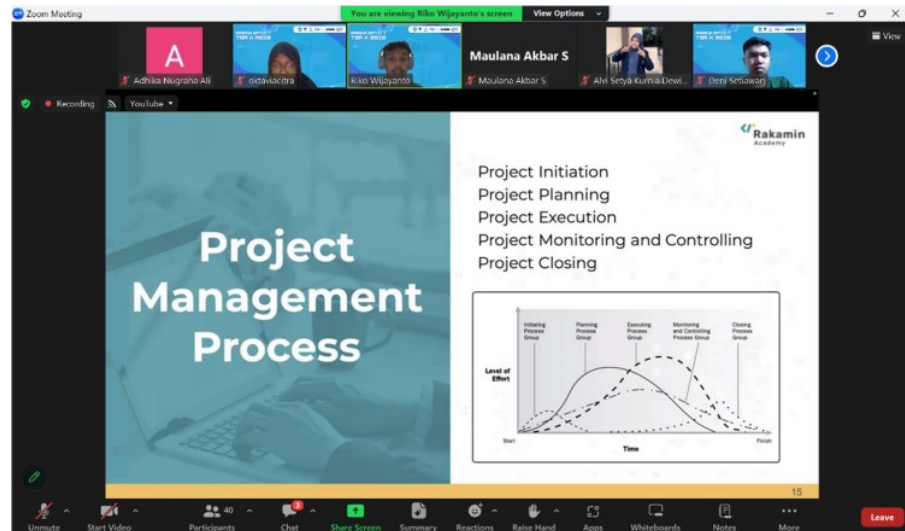 Zoom Meeting
You are viewing Riko Wijayanto's screen
View Options
View
A
Adhika Nugraha Ali
oktaviacitra
Riko Wijayanto
Maulana Akbar S
Maulana Akbar S
Alvi Setya Kurnia Dewi...
Deni Setiawan
Recording
YouTube
Rakamin
Academy
Project
Management
Process
Project Initiation
Project Planning
Project Execution
Project Monitoring and Controlling
Project Closing
Initiating
Process
Group
Planning
Process
Group
Executing
Process
Group
Monitoring
and Controlling
Process Group
Closing
Process
Group
Level of
Effort
Start
Finish
Time
15
Unmute
Start Video
40
Participants
3
Chat
Share Screen
Summary
Reactions
Raise Hand
Apps
Whiteboards
Notes
More
Leave